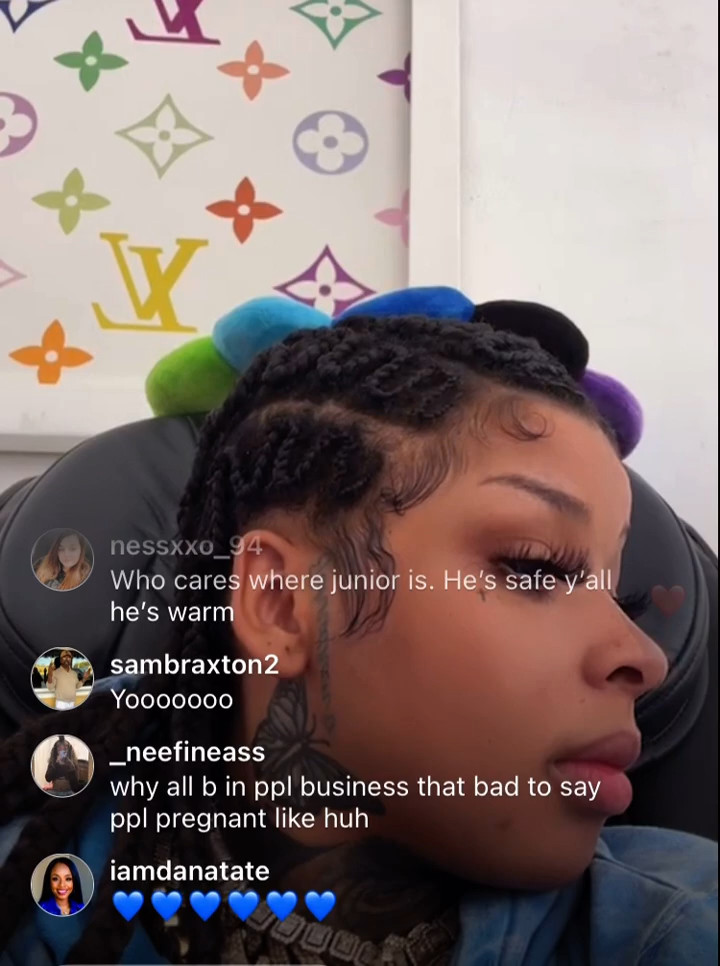 nessxxo_94
Who cares where junior is. He's safe y'all
he's warm
sambraxton2
Yooooooo
_neefineass
why all b in ppl business that bad to say
ppl pregnant like huh
iamdanatate
💙💙💙💙💙💙